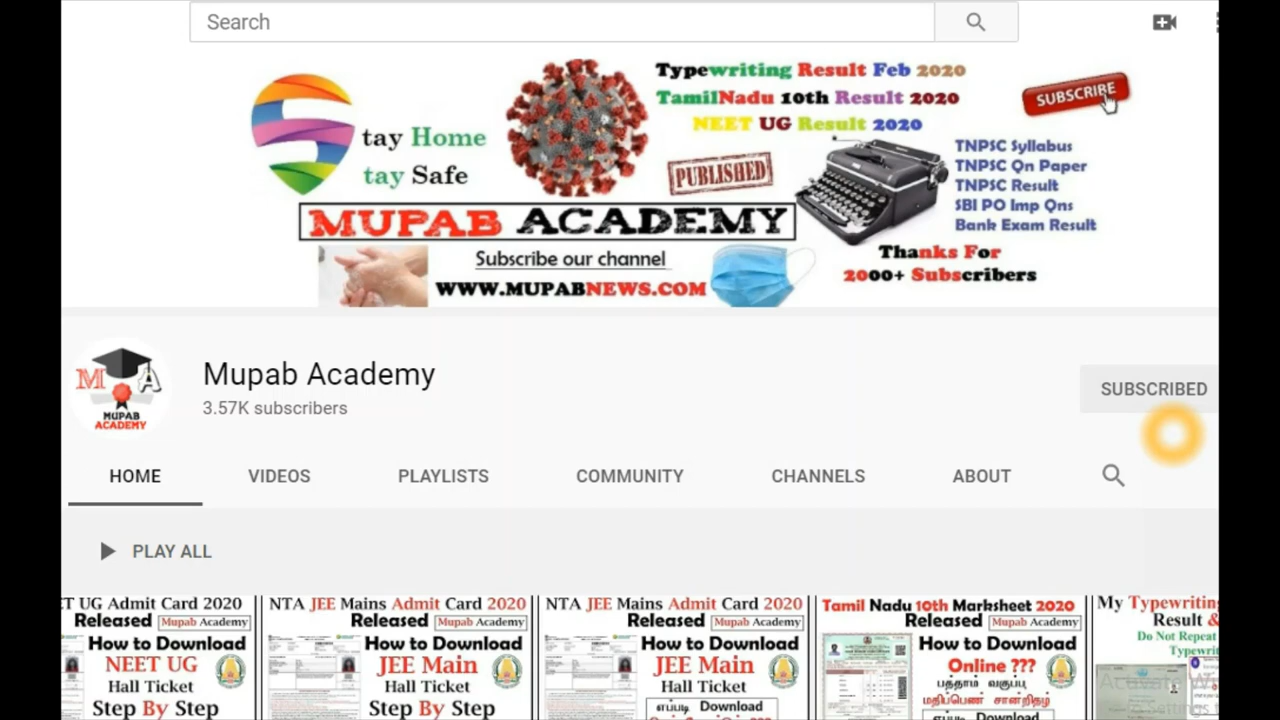 Search
Typewriting Result Feb 2020
TamilNadu 10th Result 2020
NEET UG Result 2020
SUBSCRIBE
tay Home
tay Safe
PUBLISHED
TNPSC Syllabus
TNPSC Qn Paper
TNPSC Result
SBI PO Imp Qns
Bank Exam Result
MUPAB ACADEMY
Subscribe our channel
WWW.MUPABNEWS.COM
Thanks For
2000+ Subscribers
M A
MUPAB
ACADEMY
Mupab Academy
3.57K subscribers
SUBSCRIBED
HOME VIDEOS PLAYLISTS COMMUNITY CHANNELS ABOUT
PLAY ALL
ET UG Admit Card 2020
Released Mupab Academy
How to Download
NEET UG
Hall Ticket
Step By Step
NTA JEE Mains Admit Card 2020
Released Mupab Academy
How to Download
JEE Main
Hall Ticket
Step By Step
NTA JEE Mains Admit Card 2020
Released Mupab Academy
How to Download
JEE Main
Hall Ticket
எப்படி Download
Tamil Nadu 10th Marksheet 2020
Released Mupab Academy
How to Download
Online ???
பத்தாம் வகுப்பு
மதிப்பெண் சான்றிதழ்
எப்படி Download
My Typewriting
Result &
Do Not Repeat
Typewrit